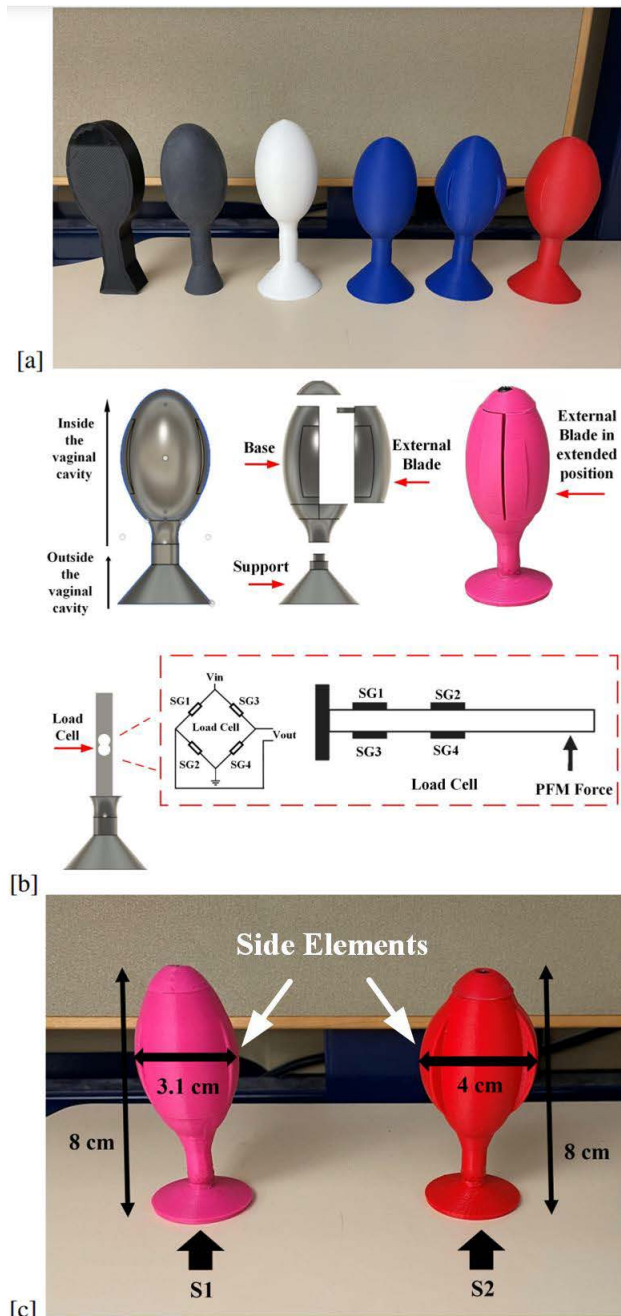 [a]
Inside
the
vaginal
cavity
Outside
the
vaginal
cavity
Base
External
Blade
Support
External
Blade in
extended
position
Load
Cell
Vin
SG1
SG3
Load Cell
Vout
SG2
SG4
SG1
SG2
SG3
SG4
Load Cell
PFM Force
[b]
Side Elements
3.1 cm
4 cm
8 cm
8 cm
S1
S2
[c]